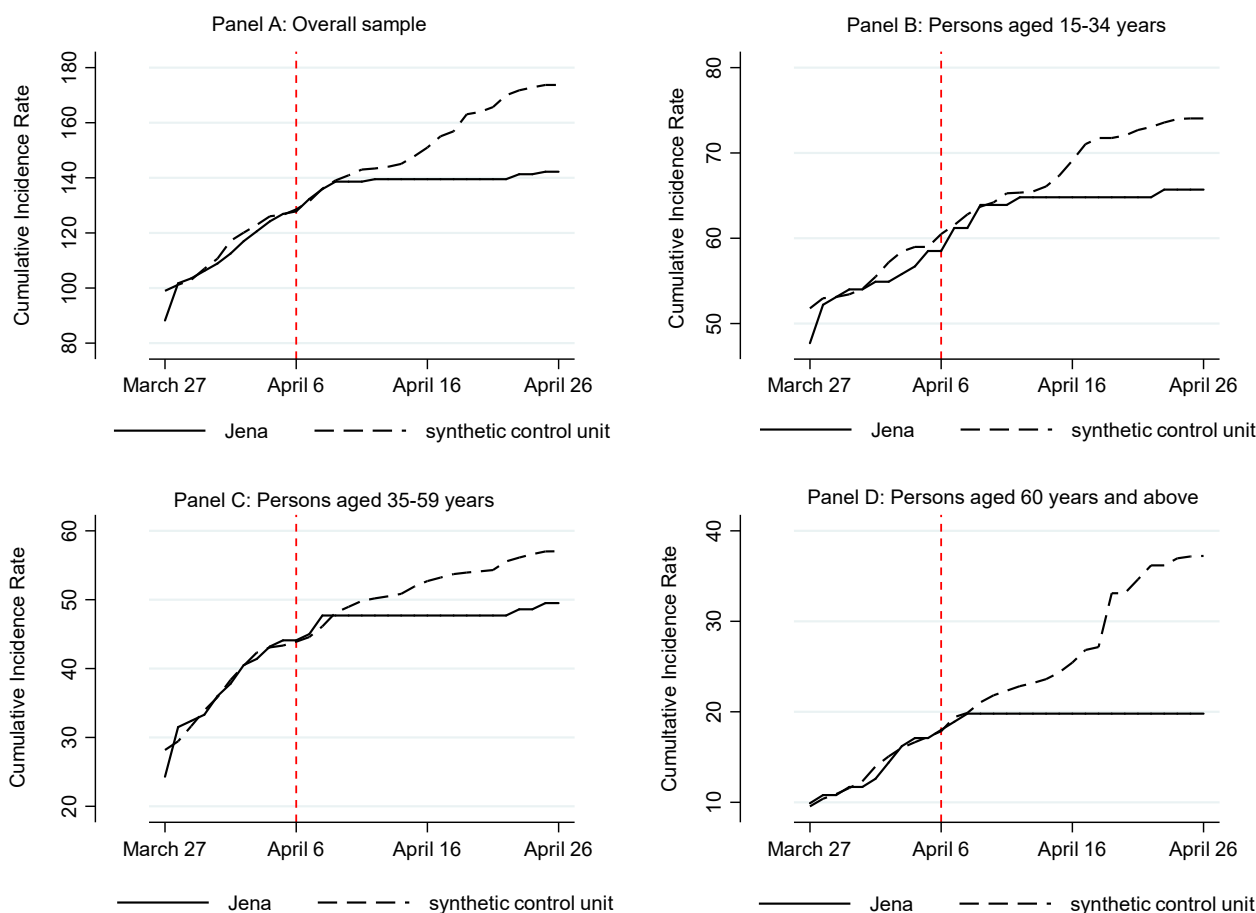 Panel A: Overall sample
Cumulative Incidence Rate
180
160
140
120
100
80
March 27 April 6 April 16 April 26
Jena synthetic control unit
Panel B: Persons aged 15-34 years
Cumulative Incidence Rate
80
70
60
50
March 27 April 6 April 16 April 26
Jena synthetic control unit
Panel C: Persons aged 35-59 years
Cumulative Incidence Rate
60
50
40
30
20
March 27 April 6 April 16 April 26
Jena synthetic control unit
Panel D: Persons aged 60 years and above
Cumultative Incidence Rate
40
30
20
10
March 27 April 6 April 16 April 26
Jena synthetic control unit